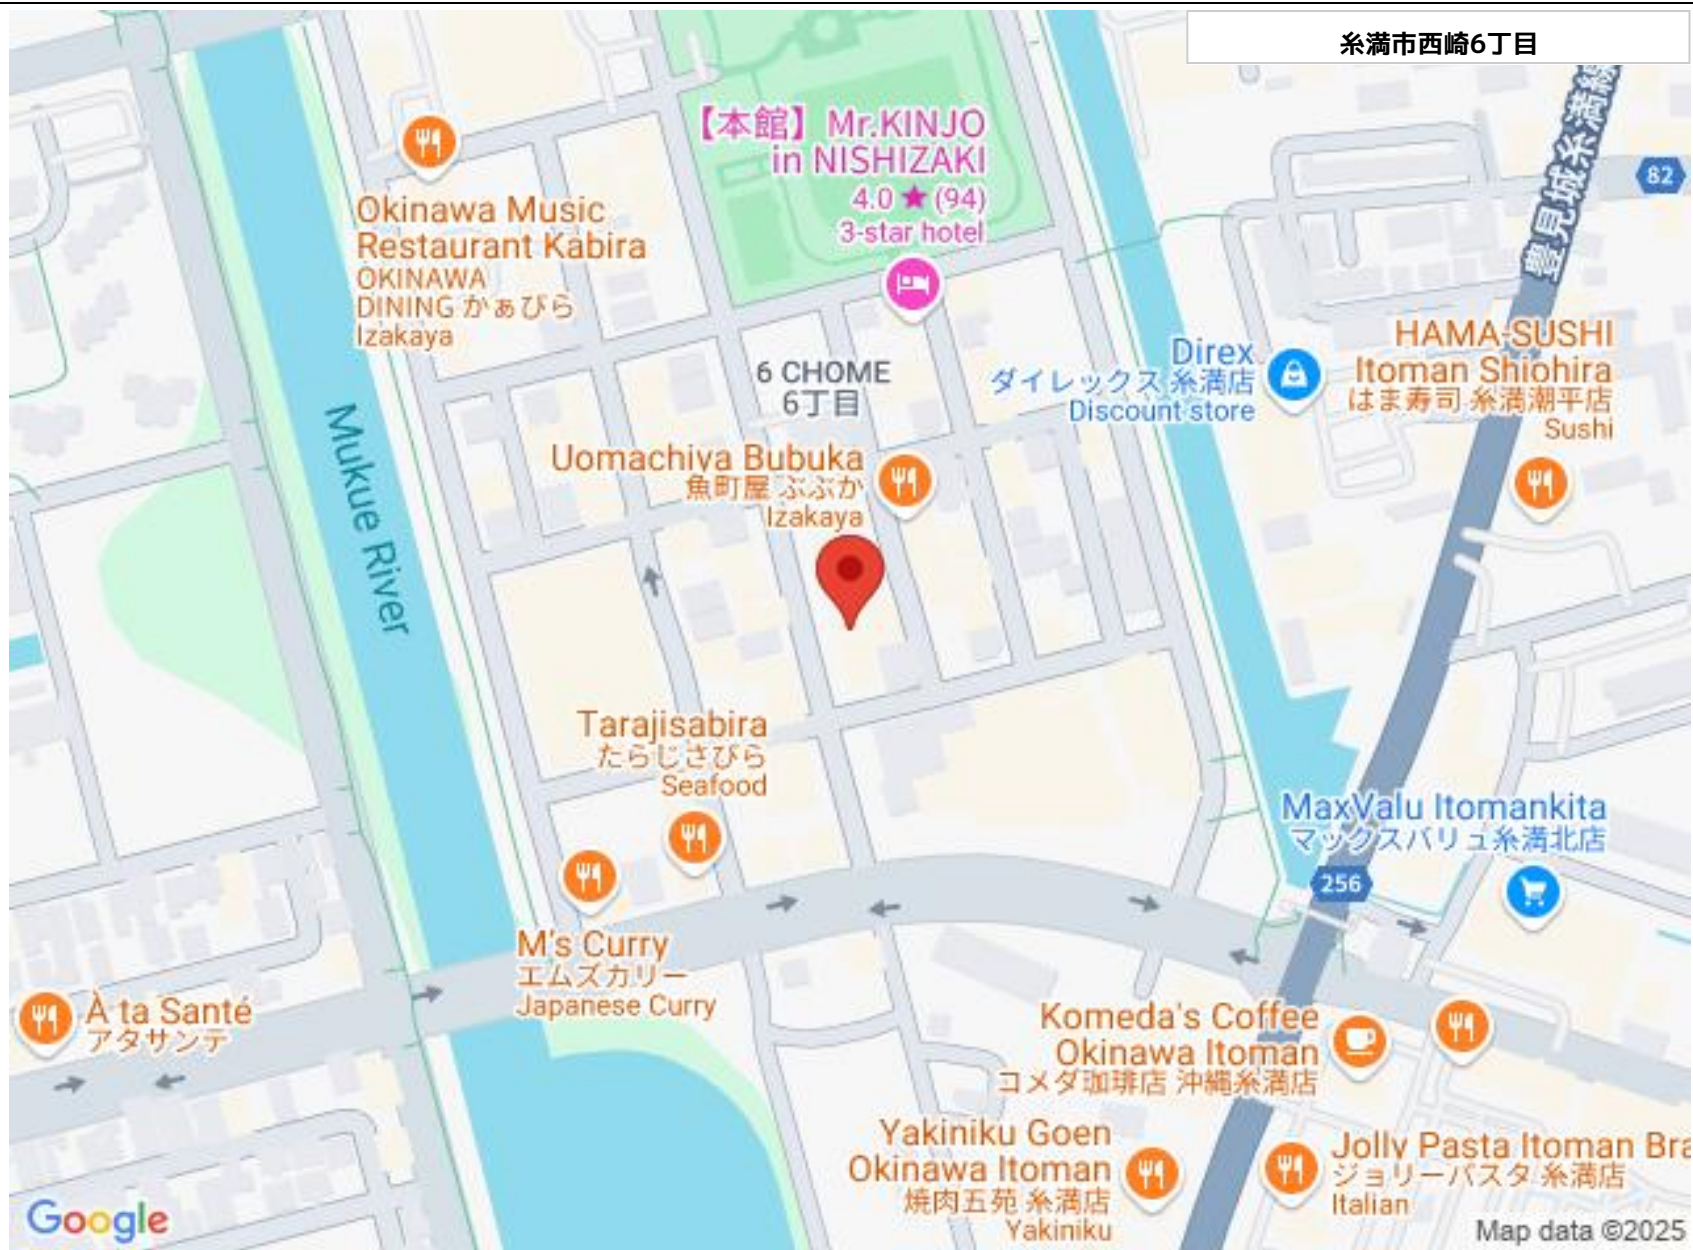 糸満市西崎6丁目
【本館】Mr.KINJO
in NISHIZAKI
4.0 ★ (94)
3-star hotel
82
豊見城糸満線
Okinawa Music
Restaurant Kabira
OKINAWA
DINING かぁびら
Izakaya
6 CHOME
6丁目
Direx
ダイレックス 糸満店
Discount store
HAMA-SUSHI
Itoman Shiohira
はま寿司 糸満潮平店
Sushi
Mukue River
Uomachiya Bubuka
魚町屋 ぶぶか
Izakaya
Tarajisabira
たらじさびら
Seafood
MaxValu Itomankita
マックスバリュ糸満北店
256
M's Curry
エムズカリー
Japanese Curry
À ta Santé
アタサンテ
Komeda's Coffee
Okinawa Itoman
コメダ珈琲店 沖縄糸満店
Yakiniku Goen
Okinawa Itoman
焼肉五苑 糸満店
Yakiniku
Jolly Pasta Itoman Bra
ジョリーパスタ 糸満店
Italian
Google
Map data ©2025